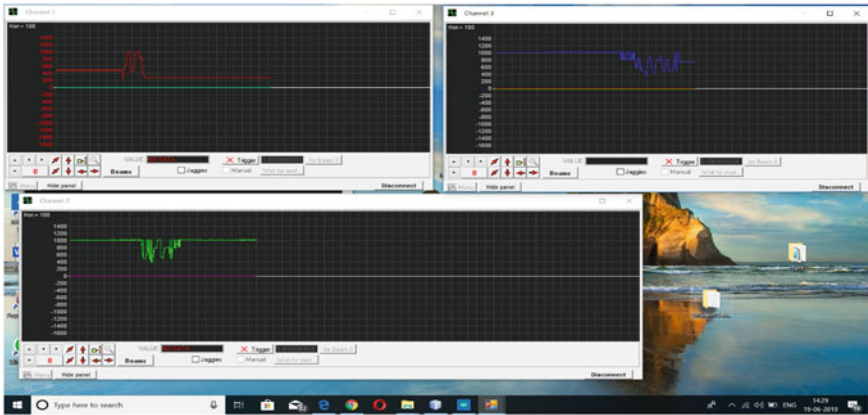 Channel 1
Hor = 100
1400
1200
1000
800
600
400
200
0
-200
-400
-600
-800
-1000
-1200
-1400
-1600
VALUE
Trigger
Beams
Jaggies
Manual
Menu
Hide panel
Disconnect
Channel 3
Hor = 100
1400
1200
1000
800
600
400
200
0
-200
-400
-600
-800
-1000
-1200
-1400
-1600
VALUE
Trigger
Beams
Jaggies
Manual
Menu
Hide panel
Disconnect
Channel 2
Hor = 100
1400
1200
1000
800
600
400
200
0
-200
-400
-600
-800
-1000
-1200
-1400
-1600
VALUE
Trigger
Beams
Jaggies
Manual
Menu
Hide panel
Disconnect
Type here to search
ENG
14:29
19-06-2019